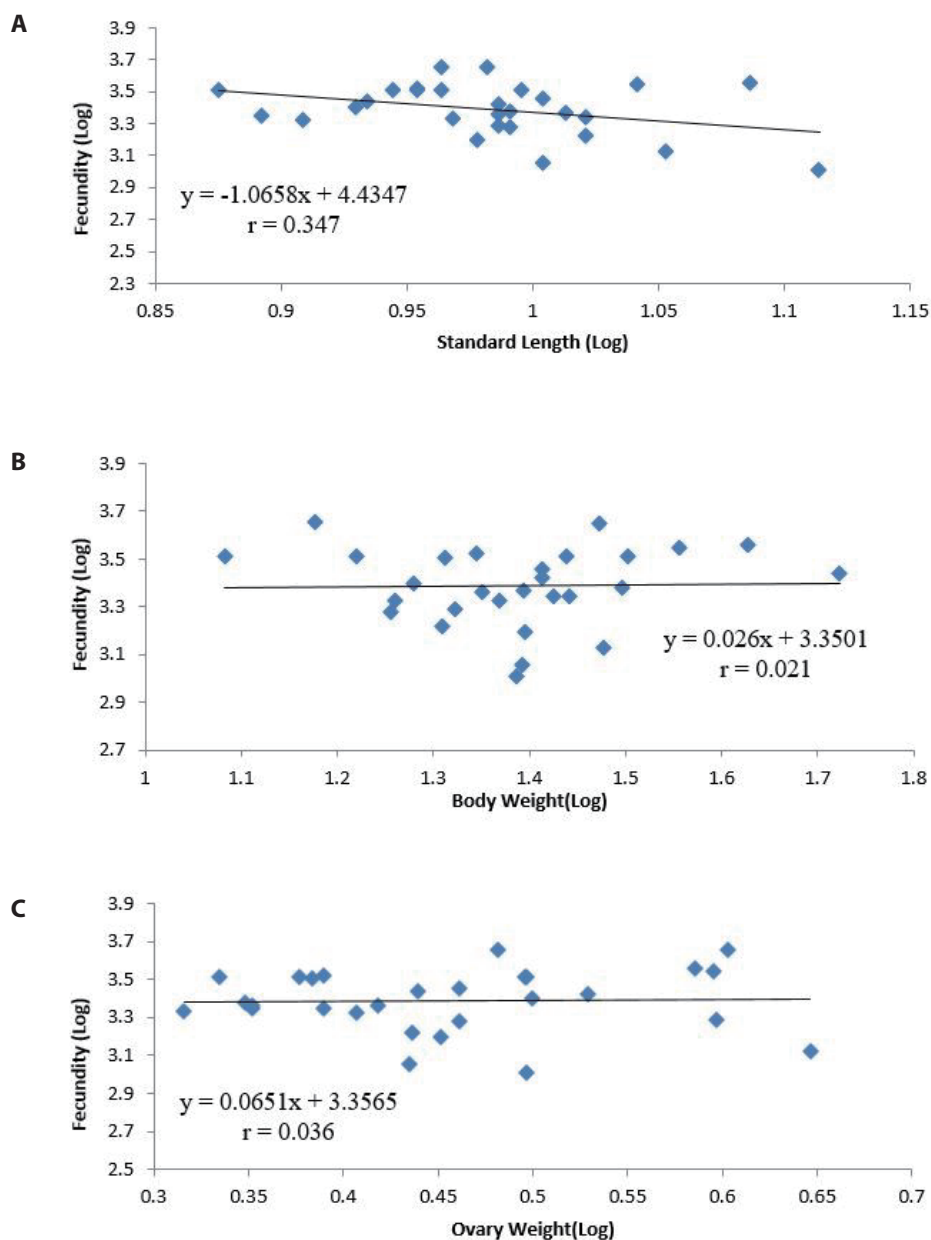 A
Fecundity (Log)
3.9
3.7
3.5
3.3
3.1
2.9
2.7
2.5
2.3
y = -1.0658x + 4.4347
r = 0.347
0.85 0.9 0.95 1 1.05 1.1 1.15
Standard Length (Log)
B
Fecundity (Log)
3.9
3.7
3.5
3.3
3.1
2.9
2.7
y = 0.026x + 3.3501
r = 0.021
1 1.1 1.2 1.3 1.4 1.5 1.6 1.7 1.8
Body Weight(Log)
C
Fecundity (Log)
3.9
3.7
3.5
3.3
3.1
2.9
2.7
2.5
y = 0.0651x + 3.3565
r = 0.036
0.3 0.35 0.4 0.45 0.5 0.55 0.6 0.65 0.7
Ovary Weight(Log)